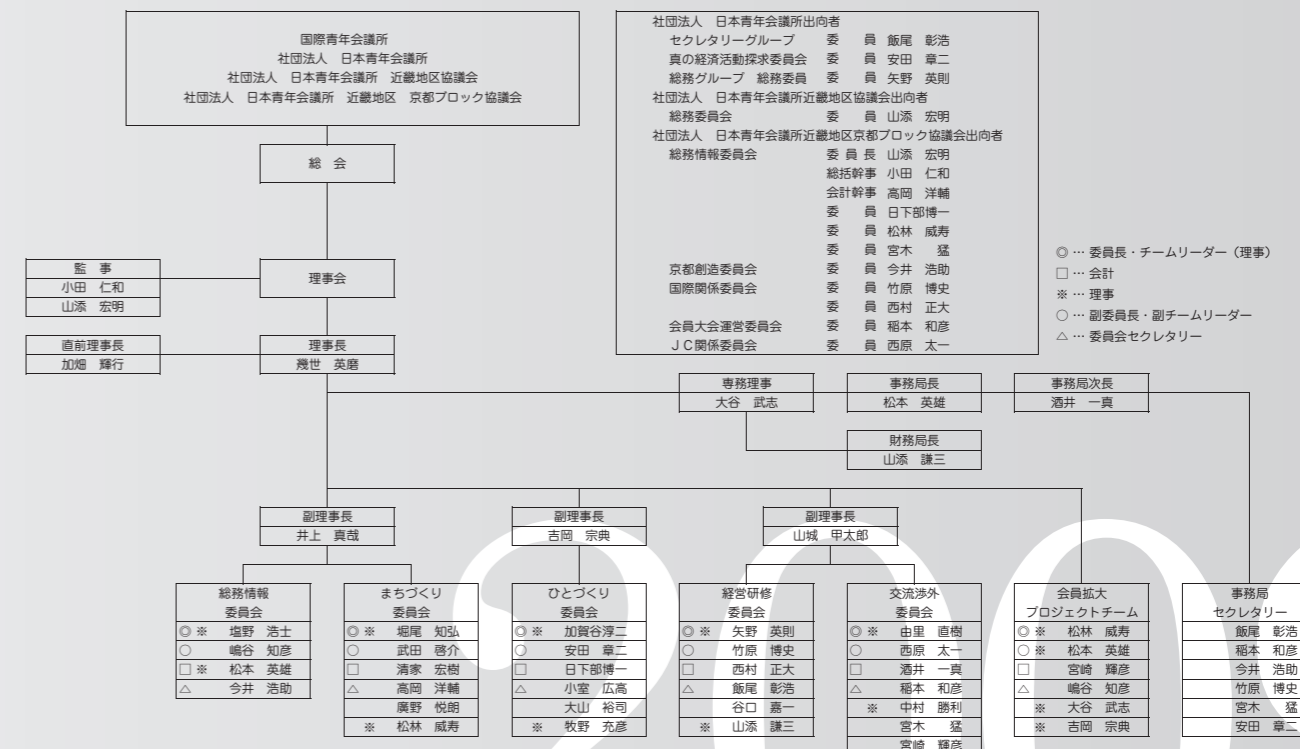 国際青年会議所
社団法人　日本青年会議所
社団法人　日本青年会議所　近畿地区協議会
社団法人　日本青年会議所　近畿地区　京都ブロック協議会
総　会
監　事
小田　仁和
山添　宏明
理事会
直前理事長
加畑　輝行
理事長
幾世　英磨
社団法人　日本青年会議所出向者
セクレタリーグループ　委　員　飯尾　彰浩
真の経済活動探求委員会　委　員　安田　章二
総務グループ　総務委員　委　員　矢野　英則
社団法人　日本青年会議所近畿地区協議会出向者
総務委員会　委　員　山添　宏明
社団法人　日本青年会議所近畿地区京都ブロック協議会出向者
総務情報委員会　委 員 長　山添　宏明
総括幹事　小田　仁和
会計幹事　高岡　洋輔
委　員　日下部博一
委　員　松林　威寿
委　員　宮木　猛
京都創造委員会　委　員　今井　浩助
国際関係委員会　委　員　竹原　博史
委　員　西村　正大
会員大会運営委員会　委　員　稲本　和彦
ＪＣ関係委員会　委　員　西原　太一
◎ … 委員長・チームリーダー（理事）
□ … 会計
※ … 理事
○ … 副委員長・副チームリーダー
△ … 委員会セクレタリー
専務理事
大谷　武志
事務局長
松本　英雄
事務局次長
酒井　一真
財務局長
山添　謙三
副理事長
井上　真哉
副理事長
吉岡　宗典
副理事長
山城　甲太郎
総務情報
委員会
◎ ※　塩野　浩士
○　嶋谷　知彦
□ ※　松本　英雄
△　今井　浩助
まちづくり
委員会
◎ ※　堀尾　知弘
○　武田　啓介
□　清家　宏樹
△　高岡　洋輔
廣野　悦朗
※　松林　威寿
ひとづくり
委員会
◎ ※　加賀谷淳二
○　安田　章二
□　日下部博一
△　小室　広高
大山　裕司
※　牧野　充彦
経営研修
委員会
◎ ※　矢野　英則
○　竹原　博史
□　西村　正大
△　飯尾　彰浩
谷口　嘉一
※　山添　謙三
交流渉外
委員会
◎ ※　由里　直樹
○　西原　太一
□　酒井　一真
△　稲本　和彦
※　中村　勝利
宮木　猛
宮崎　輝彦
会員拡大
プロジェクトチーム
◎ ※　松林　威寿
○ ※　松本　英雄
□　宮崎　輝彦
△　嶋谷　知彦
※　大谷　武志
※　吉岡　宗典
事務局
セクレタリー
飯尾　彰浩
稲本　和彦
今井　浩助
竹原　博史
宮木　猛
安田　章二